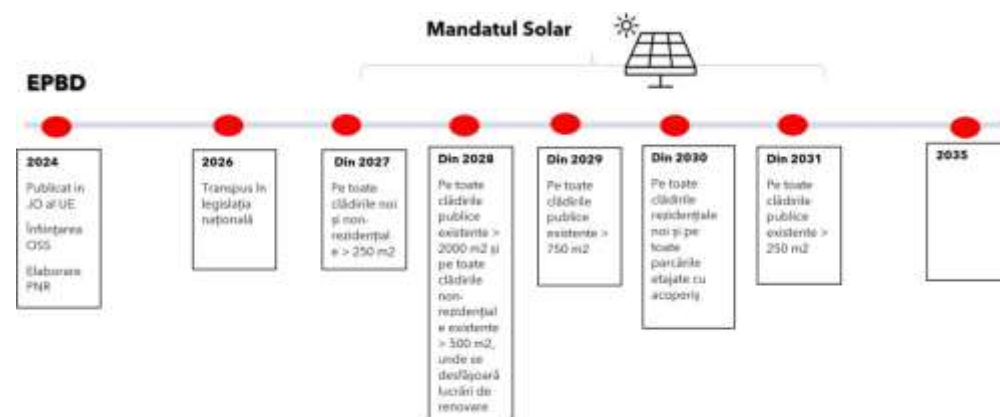 Mandatul Solar
EPBD
2024
Publicat in
JO al UE
Înființarea
OSS
Elaborare
PNR
2026
Transpus în
legislația
națională
Din 2027
Pe toate
clădirile noi
și non-
rezidențial
e > 250 m2
Din 2028
Pe toate
clădirile
publice
existente >
2000 m2 și
pe toate
clădirile
non-
rezidențial
e existente
> 500 m2,
unde se
desfășoară
lucrări de
renovare
Din 2029
Pe toate
clădirile
publice
existente >
750 m2
Din 2030
Pe toate
clădirile
rezidențiale
noi și pe
toate
parcările
etajate cu
acoperiș
Din 2031
Pe toate
clădirile
publice
existente >
250 m2
2035